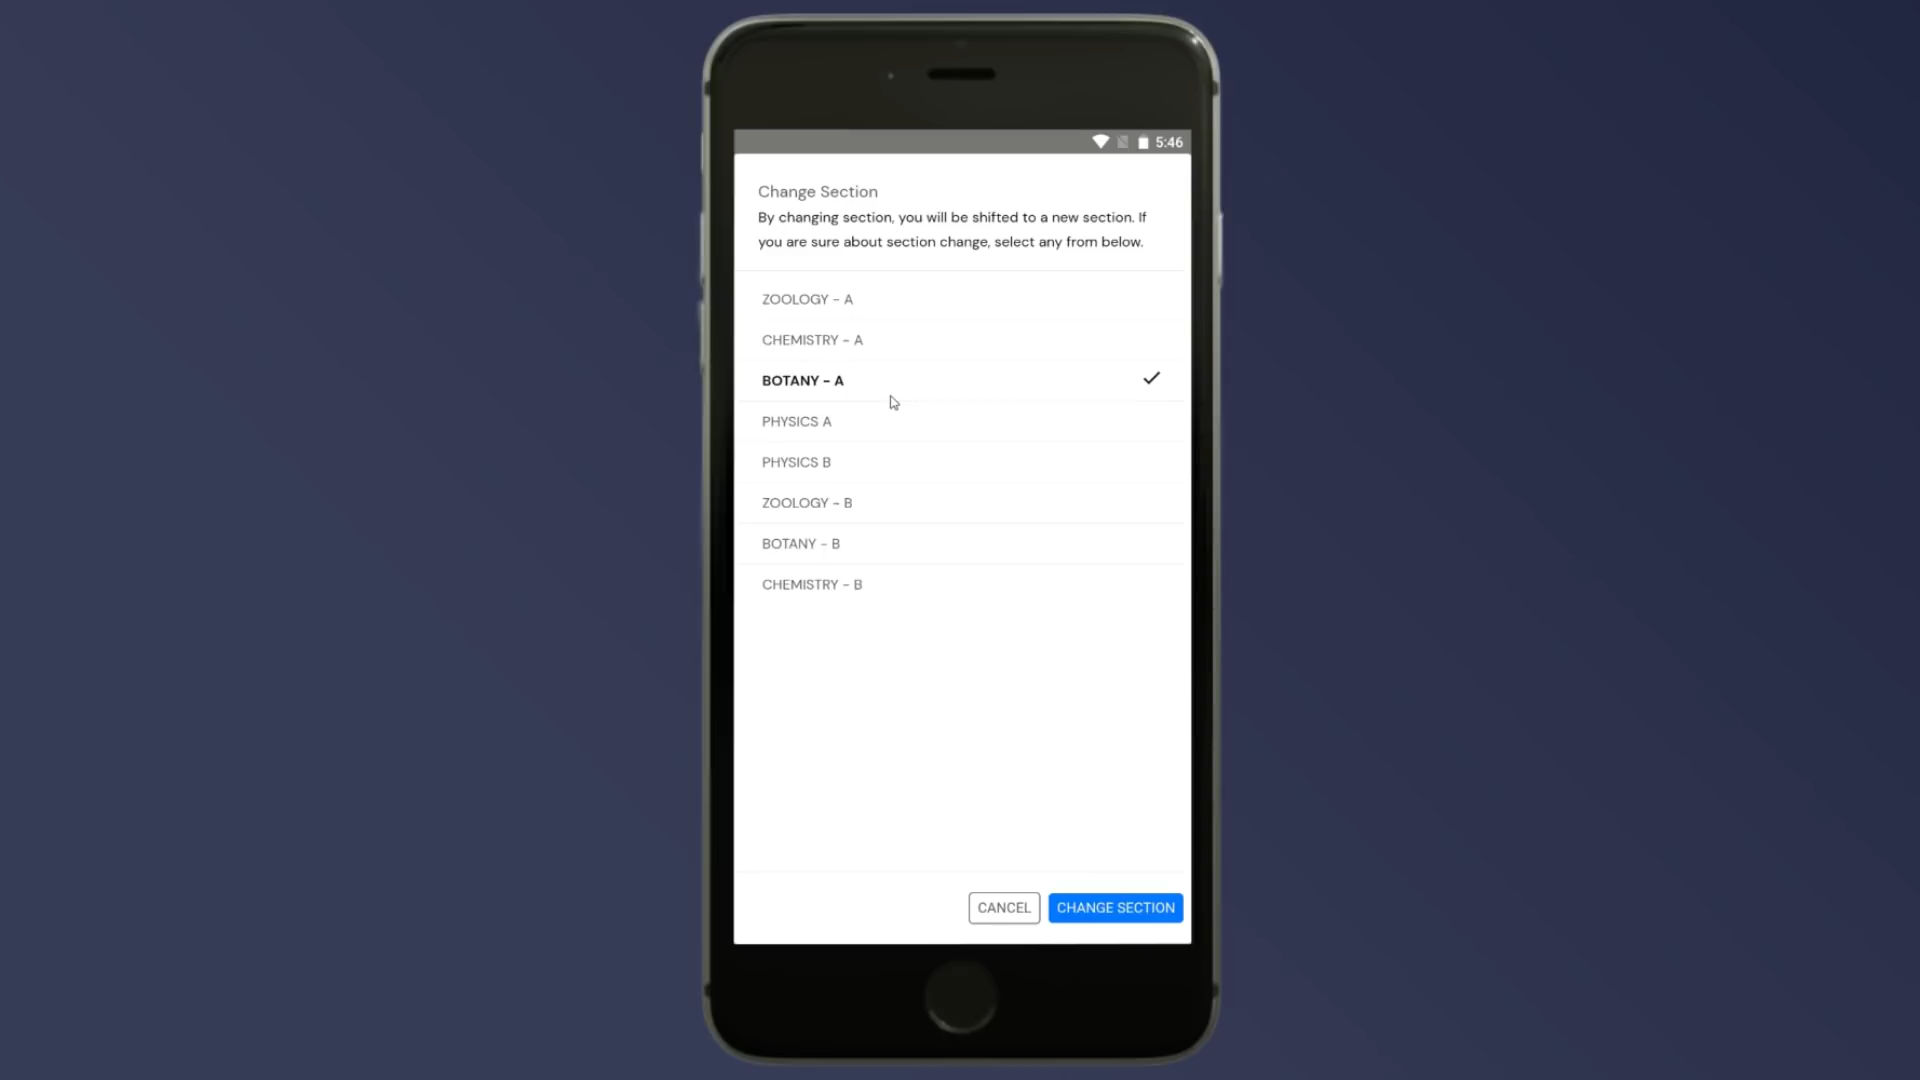 5:46
Change Section
By changing section, you will be shifted to a new section. If
you are sure about section change, select any from below.
ZOOLOGY - A
CHEMISTRY - A
BOTANY - A
PHYSICS A
PHYSICS B
ZOOLOGY - B
BOTANY - B
CHEMISTRY - B
CANCEL CHANGE SECTION